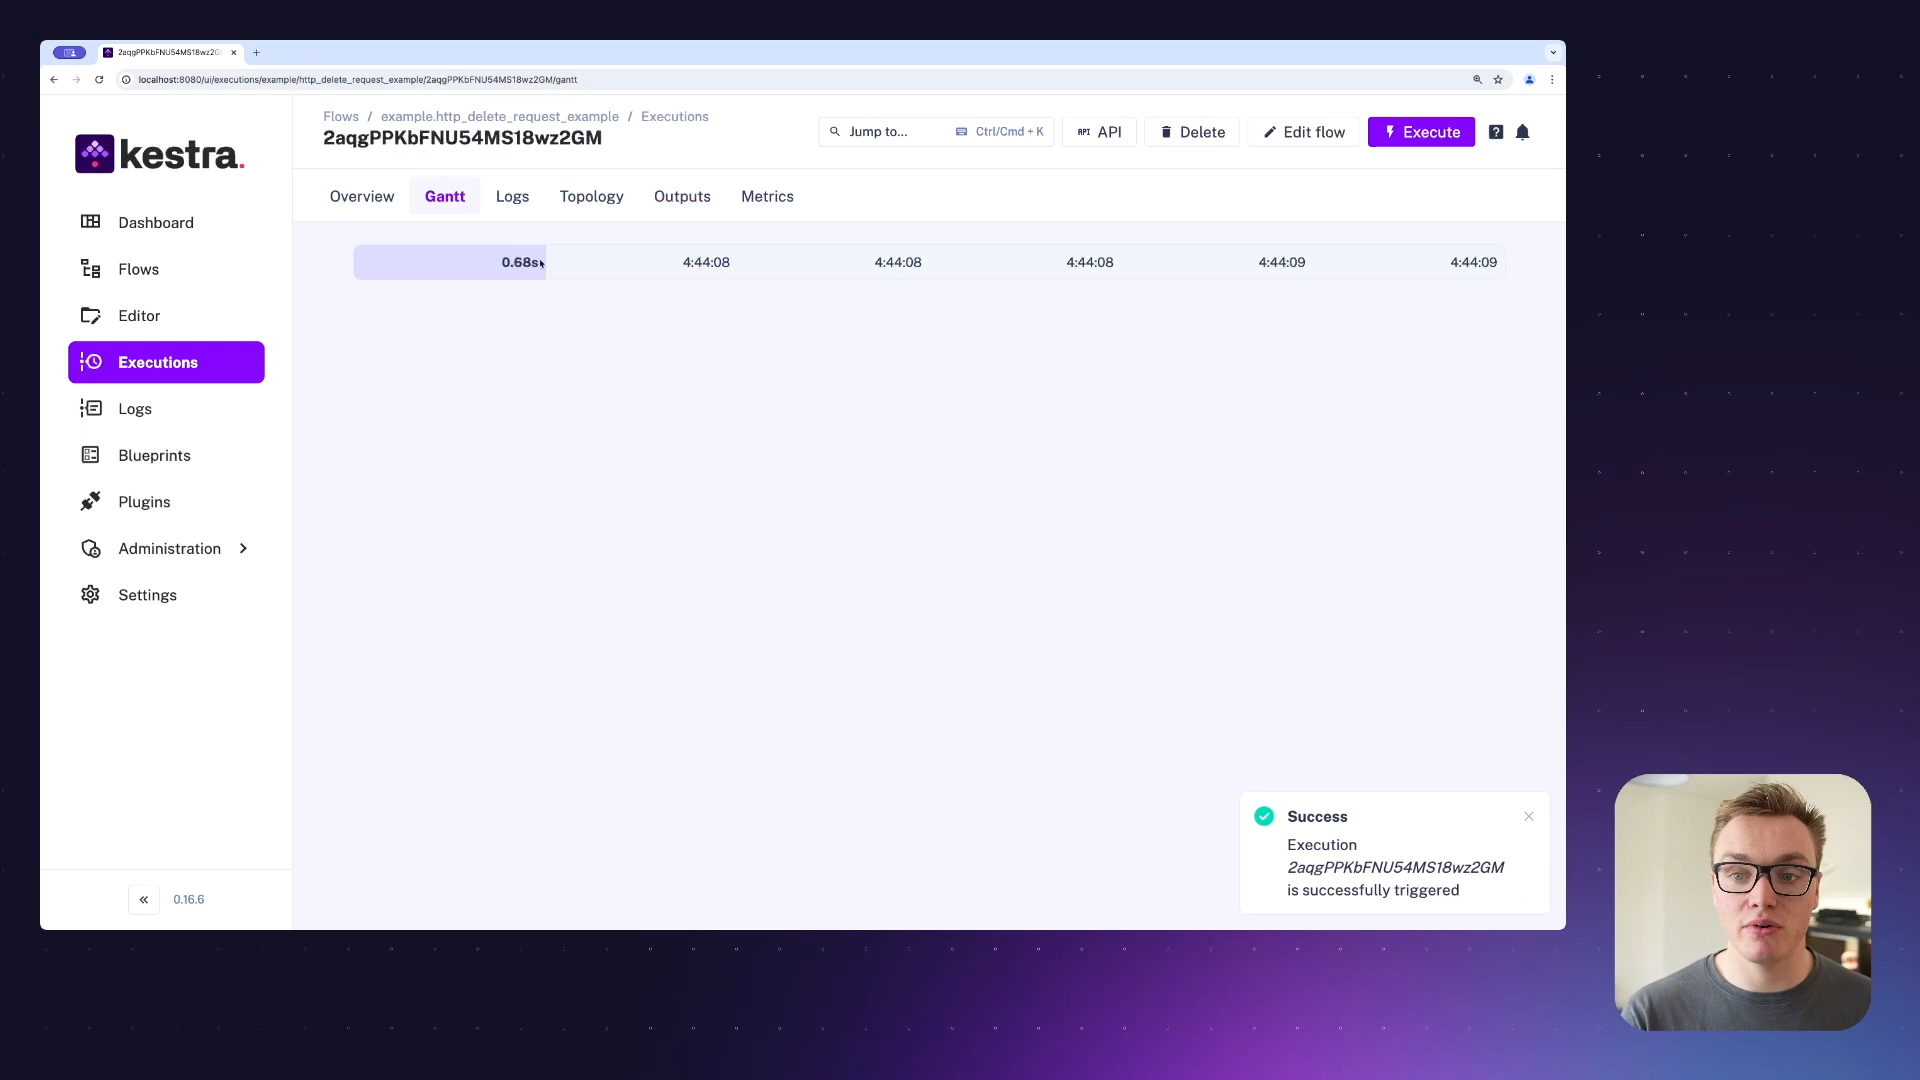 2aqgPPKbFNU54MS18wz2G
localhost:8080/ui/executions/example/http_delete_request_example/2aqgPPKbFNU54MS18wz2GM/gantt
kestra.
Flows / example.http_delete_request_example / Executions
2aqgPPKbFNU54MS18wz2GM
Jump to... Ctrl/Cmd + K
API API
Delete
Edit flow
Execute
Overview Gantt Logs Topology Outputs Metrics
0.68s 4:44:08 4:44:08 4:44:08 4:44:09 4:44:09
Dashboard
Flows
Editor
Executions
Logs
Blueprints
Plugins
Administration
Settings
0.16.6
Success
Execution
2aqgPPKbFNU54MS18wz2GM
is successfully triggered